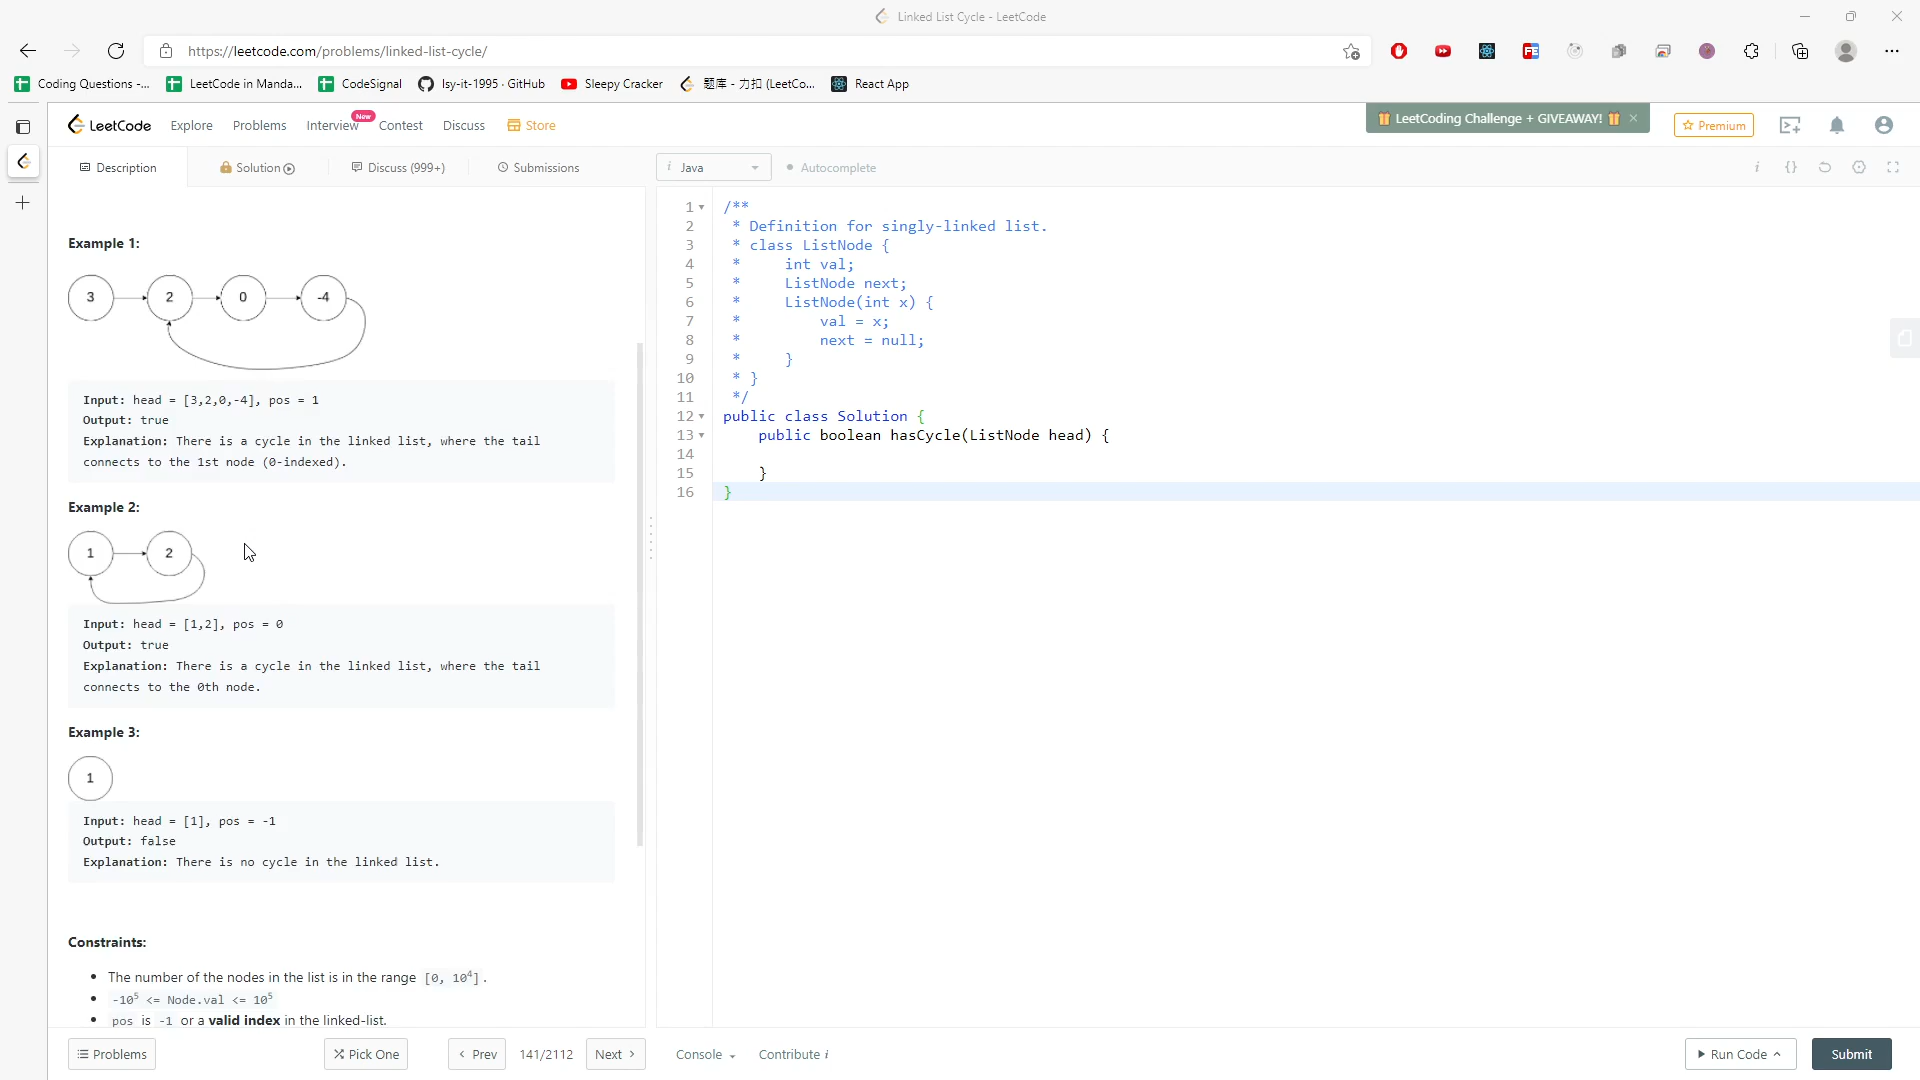 Linked List Cycle - LeetCode
https://leetcode.com/problems/linked-list-cycle/
Coding Questions -...
LeetCode in Manda...
CodeSignal
lsy-it-1995 · GitHub
Sleepy Cracker
题库 - 力扣 (LeetCo...
React App
LeetCode
Explore
Problems
Interview
New
Contest
Discuss
Store
LeetCoding Challenge + GIVEAWAY!
Premium
Description
Solution
Discuss (999+)
Submissions
i Java
Autocomplete
i
{}
Example 1:
3 2 0 -4
Input: head = [3,2,0,-4], pos = 1
Output: true
Explanation: There is a cycle in the linked list, where the tail
connects to the 1st node (0-indexed).
Example 2:
1 2
Input: head = [1,2], pos = 0
Output: true
Explanation: There is a cycle in the linked list, where the tail
connects to the 0th node.
Example 3:
1
Input: head = [1], pos = -1
Output: false
Explanation: There is no cycle in the linked list.
Constraints:
• The number of the nodes in the list is in the range [0, 10⁴].
• -10⁵ <= Node.val <= 10⁵
• pos is -1 or a valid index in the linked-list.
1 /**
2 * Definition for singly-linked list.
3 * class ListNode {
4 * int val;
5 * ListNode next;
6 * ListNode(int x) {
7 * val = x;
8 * next = null;
9 * }
10 * }
11 */
12 public class Solution {
13 public boolean hasCycle(ListNode head) {
14
15 }
16 }
Problems
Pick One
< Prev
141/2112
Next >
Console
Contribute i
Run Code
Submit